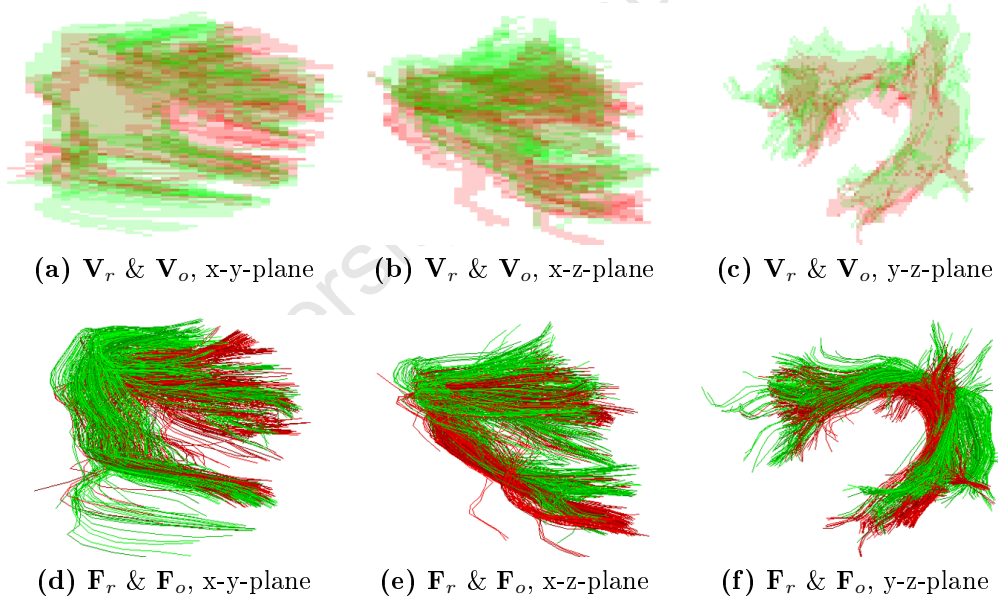 (a) V_r & V_o, x-y-plane
(b) V_r & V_o, x-z-plane
(c) V_r & V_o, y-z-plane
(d) F_r & F_o, x-y-plane
(e) F_r & F_o, x-z-plane
(f) F_r & F_o, y-z-plane